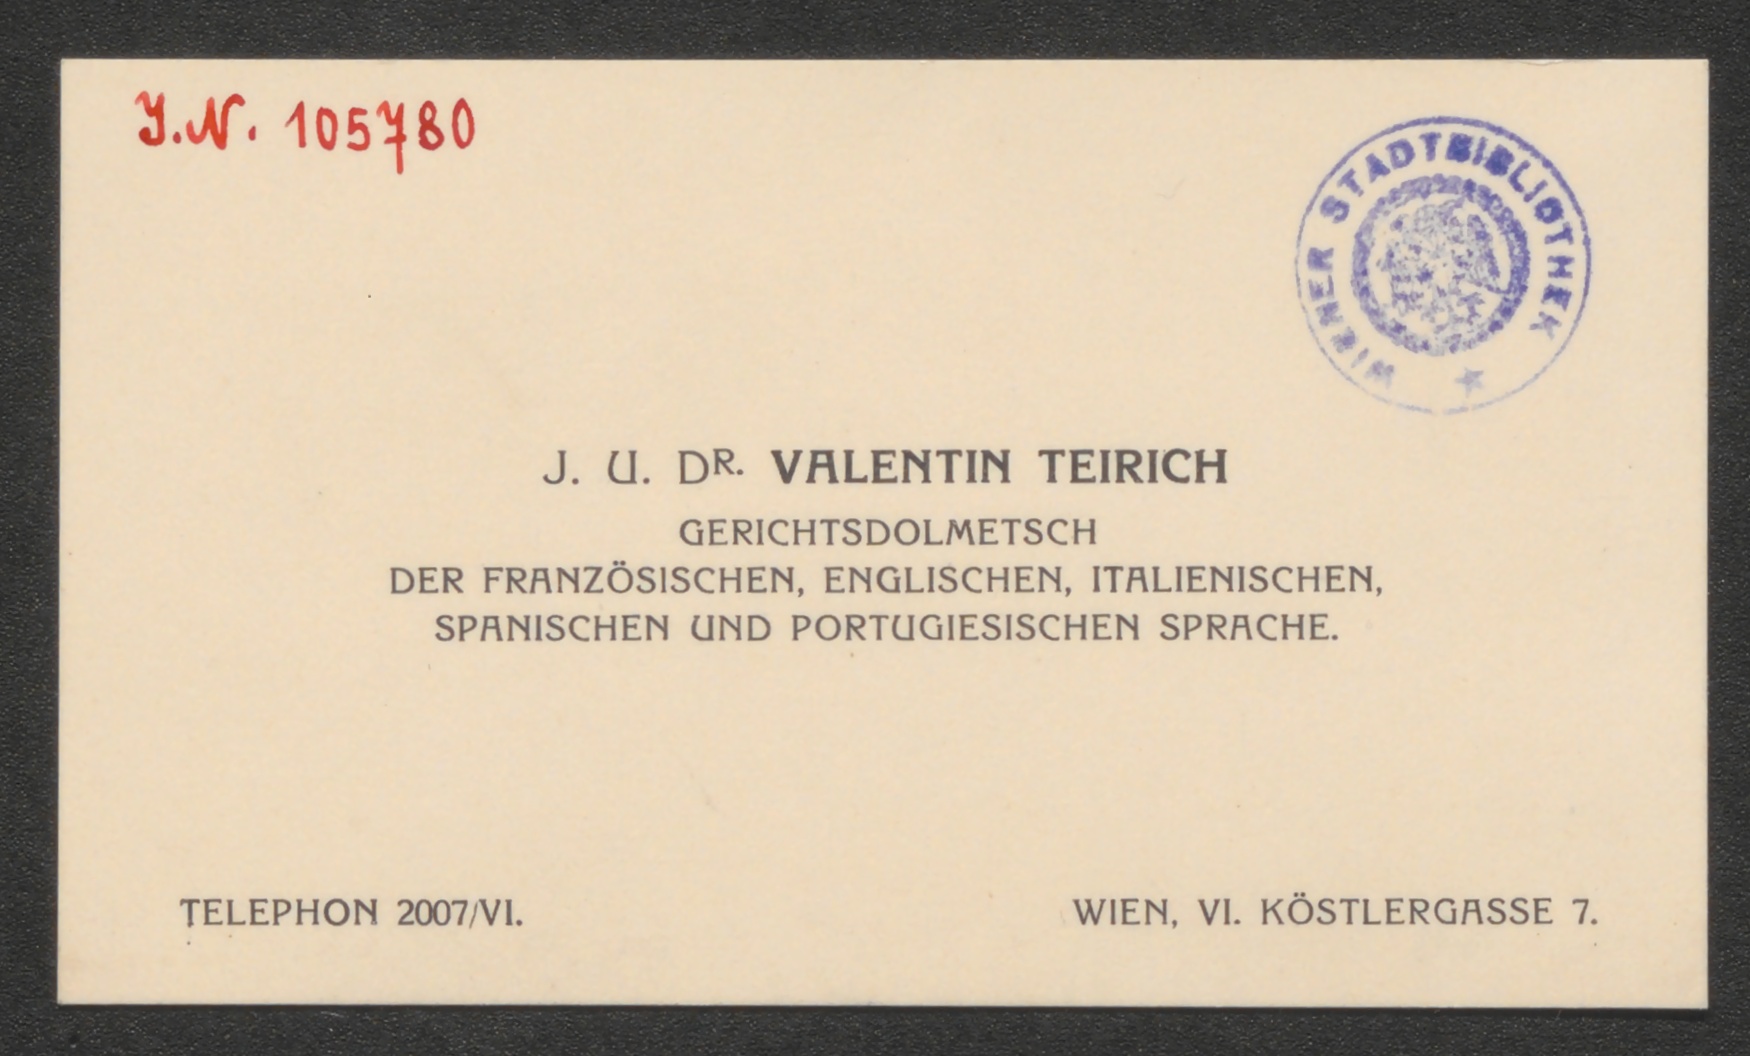 J.N. 105780
WIENER STADTBIBLIOTHEK
J. U. DR. VALENTIN TEIRICH
GERICHTSDOLMETSCH
DER FRANZÖSISCHEN, ENGLISCHEN, ITALIENISCHEN,
SPANISCHEN UND PORTUGIESISCHEN SPRACHE.
TELEPHON 2007/VI.
WIEN, VI. KÖSTLERGASSE 7.